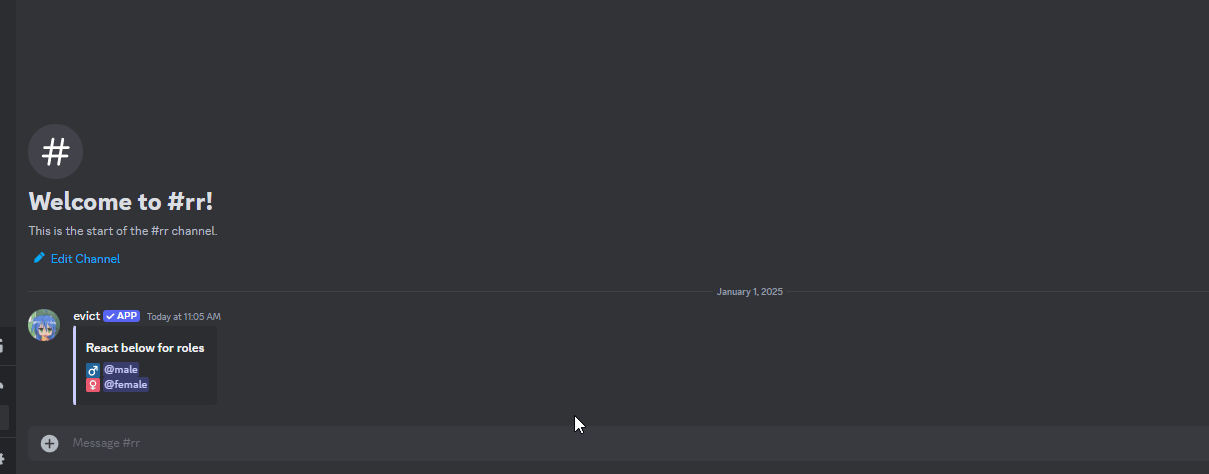 Welcome to #rr!
This is the start of the #rr channel.
Edit Channel
January 1, 2025
evict ✓ APP Today at 11:05 AM
React below for roles
♂ @male
♀ @female
Message #rr